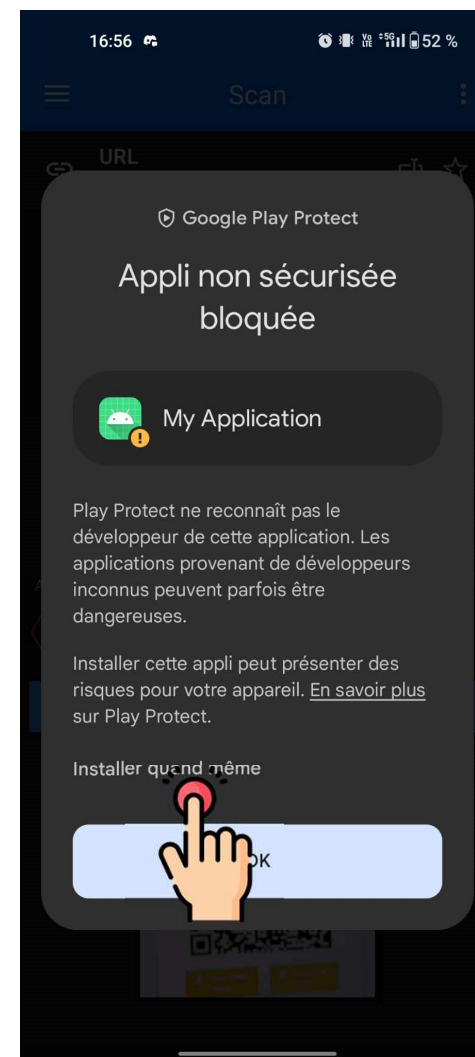 16:56
52 %
Scan
URL
Google Play Protect
Appli non sécurisée
bloquée
My Application
Play Protect ne reconnaît pas le
développeur de cette application. Les
applications provenant de développeurs
inconnus peuvent parfois être
dangereuses.
Installer cette appli peut présenter des
risques pour votre appareil. En savoir plus
sur Play Protect.
Installer quand même